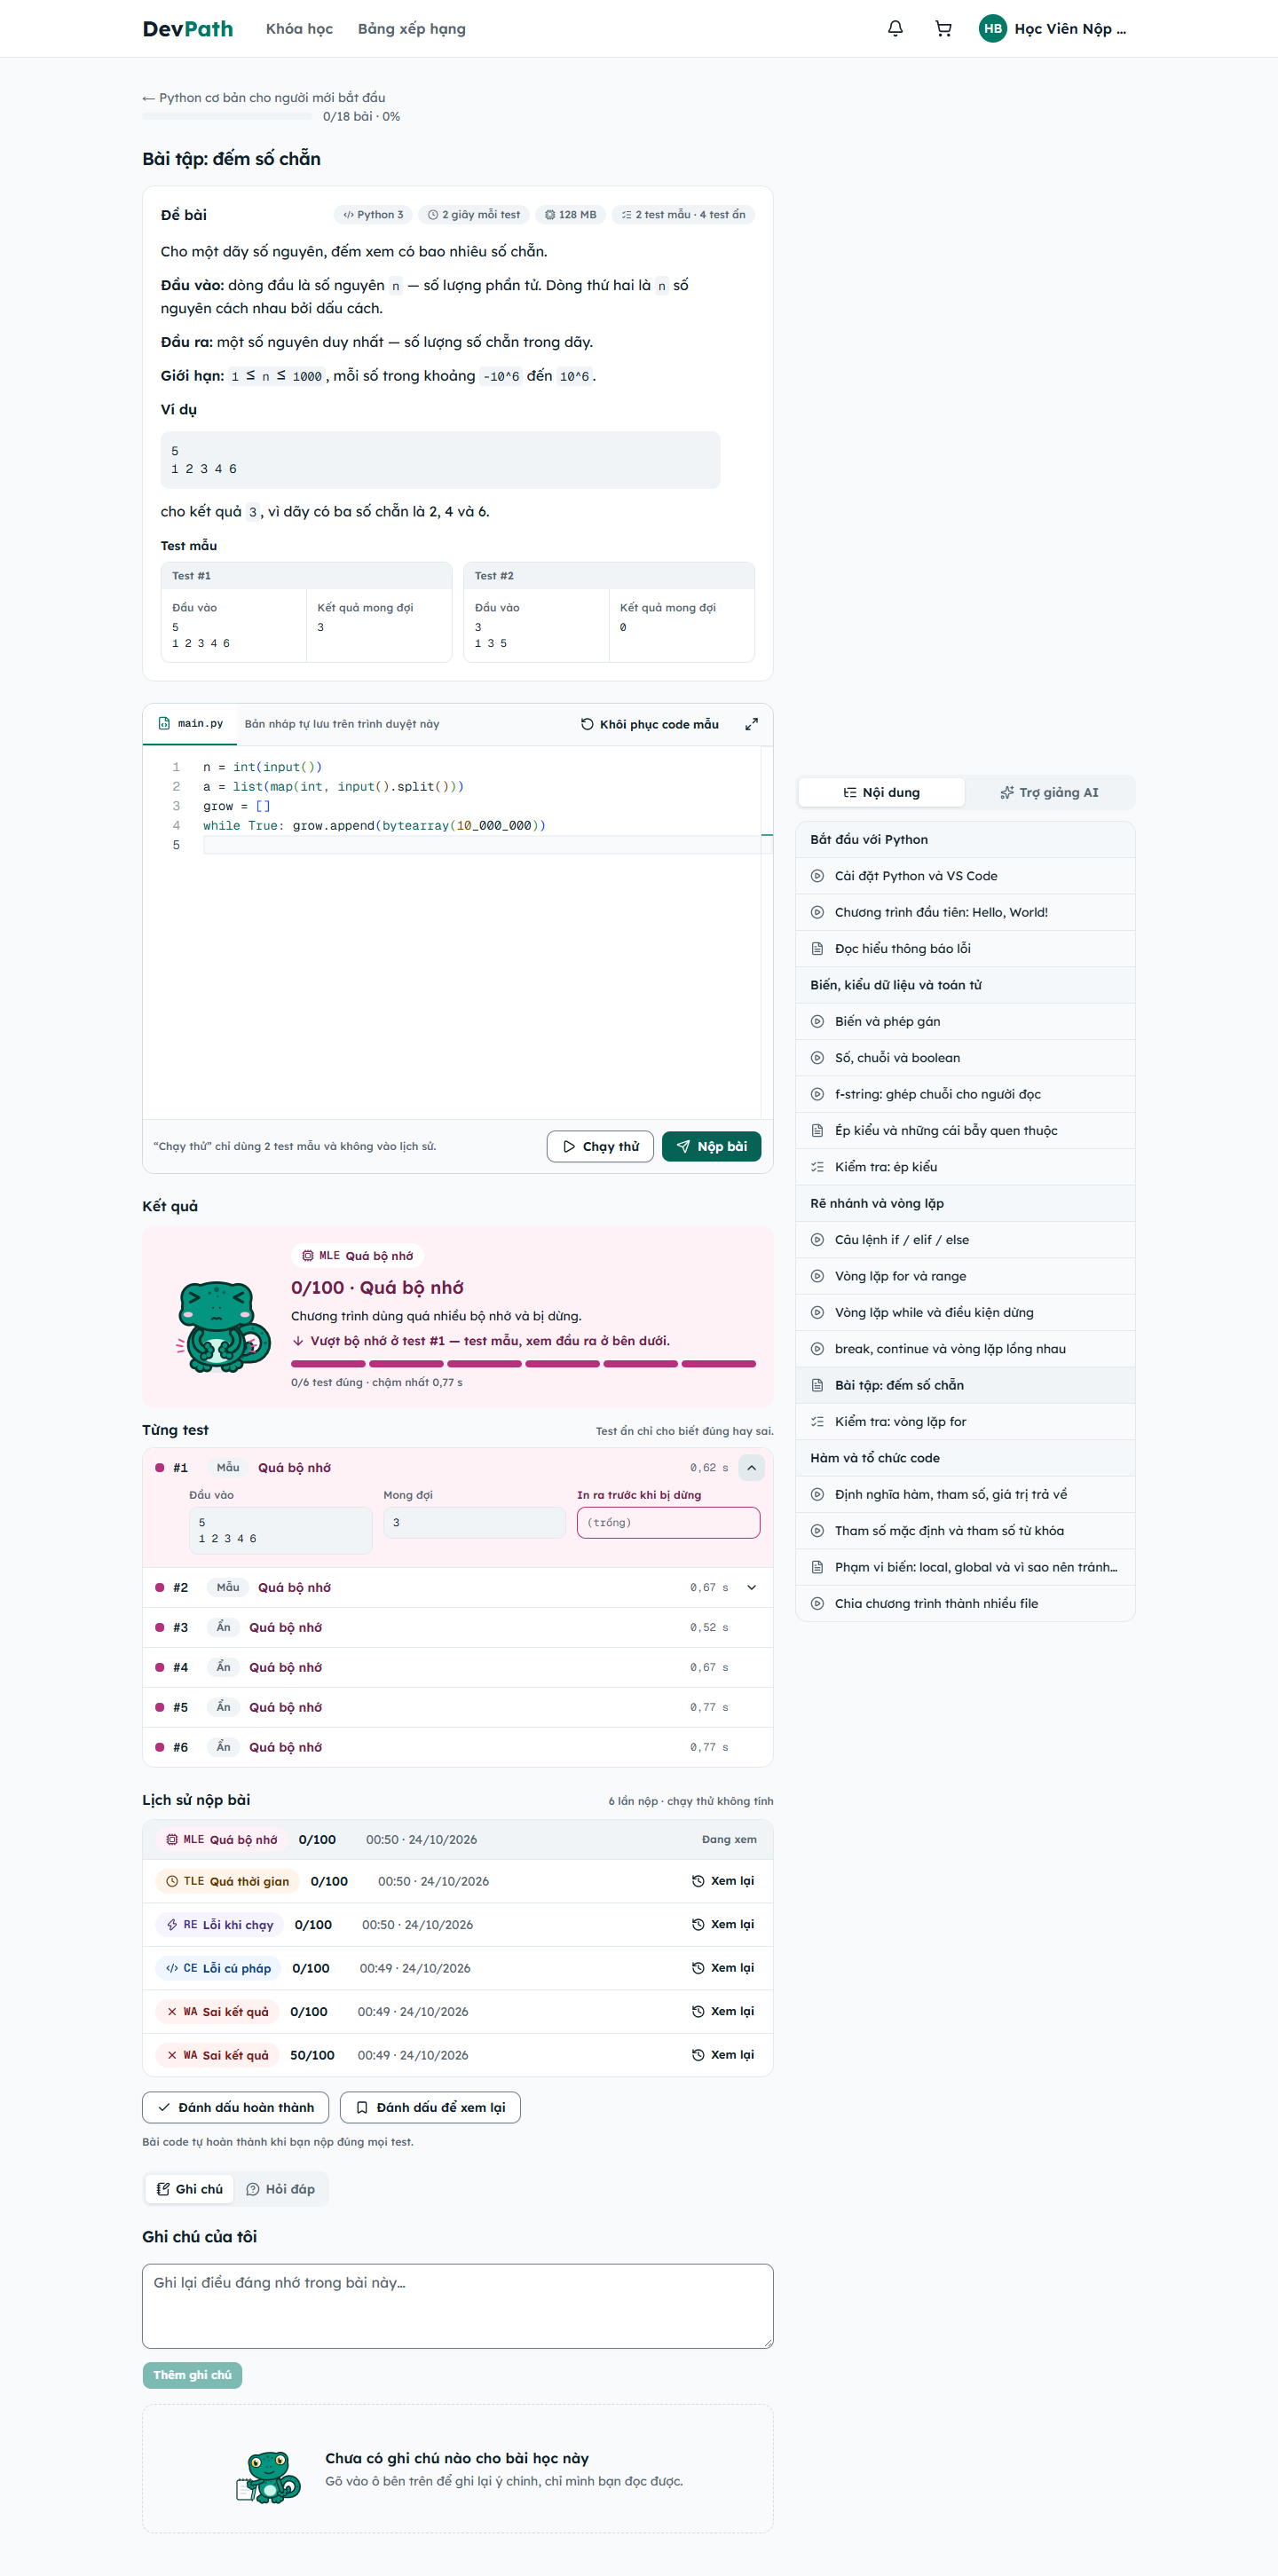 DevPath
Khóa học
Bảng xếp hạng
HB
Học Viên Nộp ...
← Python cơ bản cho người mới bắt đầu
0/18 bài · 0%
Bài tập: đếm số chẵn
Đề bài
Python 3
2 giây mỗi test
128 MB
2 test mẫu · 4 test ẩn
Cho một dãy số nguyên, đếm xem có bao nhiêu số chẵn.
Đầu vào: dòng đầu là số nguyên n — số lượng phần tử. Dòng thứ hai là n số
nguyên cách nhau bởi dấu cách.
Đầu ra: một số nguyên duy nhất — số lượng số chẵn trong dãy.
Giới hạn: 1 ≤ n ≤ 1000, mỗi số trong khoảng -10^6 đến 10^6.
Ví dụ
5
1 2 3 4 6
cho kết quả 3, vì dãy có ba số chẵn là 2, 4 và 6.
Test mẫu
Test #1
Đầu vào
5
1 2 3 4 6
Kết quả mong đợi
3
Test #2
Đầu vào
3
1 3 5
Kết quả mong đợi
0
main.py
Bản nháp tự lưu trên trình duyệt này
Khôi phục code mẫu
1 n = int(input())
2 a = list(map(int, input().split()))
3 grow = []
4 while True: grow.append(bytearray(10_000_000))
5
“Chạy thử” chỉ dùng 2 test mẫu và không vào lịch sử.
Chạy thử
Nộp bài
Kết quả
MLE Quá bộ nhớ
0/100 · Quá bộ nhớ
Chương trình dùng quá nhiều bộ nhớ và bị dừng.
↓ Vượt bộ nhớ ở test #1 — test mẫu, xem đầu ra ở bên dưới.
0/6 test đúng · chậm nhất 0,77 s
Từng test
Test ẩn chỉ cho biết đúng hay sai.
#1 Mẫu Quá bộ nhớ 0,62 s
Đầu vào
5
1 2 3 4 6
Mong đợi
3
In ra trước khi bị dừng
(trống)
#2 Mẫu Quá bộ nhớ 0,67 s
#3 Ẩn Quá bộ nhớ 0,52 s
#4 Ẩn Quá bộ nhớ 0,67 s
#5 Ẩn Quá bộ nhớ 0,77 s
#6 Ẩn Quá bộ nhớ 0,77 s
Lịch sử nộp bài
6 lần nộp · chạy thử không tính
MLE Quá bộ nhớ 0/100 00:50 · 24/10/2026 Đang xem
TLE Quá thời gian 0/100 00:50 · 24/10/2026 Xem lại
RE Lỗi khi chạy 0/100 00:50 · 24/10/2026 Xem lại
CE Lỗi cú pháp 0/100 00:49 · 24/10/2026 Xem lại
WA Sai kết quả 0/100 00:49 · 24/10/2026 Xem lại
WA Sai kết quả 50/100 00:49 · 24/10/2026 Xem lại
Đánh dấu hoàn thành
Đánh dấu để xem lại
Bài code tự hoàn thành khi bạn nộp đúng mọi test.
Ghi chú
Hỏi đáp
Ghi chú của tôi
Ghi lại điều đáng nhớ trong bài này...
Thêm ghi chú
Chưa có ghi chú nào cho bài học này
Gõ vào ô bên trên để ghi lại ý chính, chỉ mình bạn đọc được.
Nội dung
Trợ giảng AI
Bắt đầu với Python
Cài đặt Python và VS Code
Chương trình đầu tiên: Hello, World!
Đọc hiểu thông báo lỗi
Biến, kiểu dữ liệu và toán tử
Biến và phép gán
Số, chuỗi và boolean
f-string: ghép chuỗi cho người đọc
Ép kiểu và những cái bẫy quen thuộc
Kiểm tra: ép kiểu
Rẽ nhánh và vòng lặp
Câu lệnh if / elif / else
Vòng lặp for và range
Vòng lặp while và điều kiện dừng
break, continue và vòng lặp lồng nhau
Bài tập: đếm số chẵn
Kiểm tra: vòng lặp for
Hàm và tổ chức code
Định nghĩa hàm, tham số, giá trị trả về
Tham số mặc định và tham số từ khóa
Phạm vi biến: local, global và vì sao nên tránh...
Chia chương trình thành nhiều file